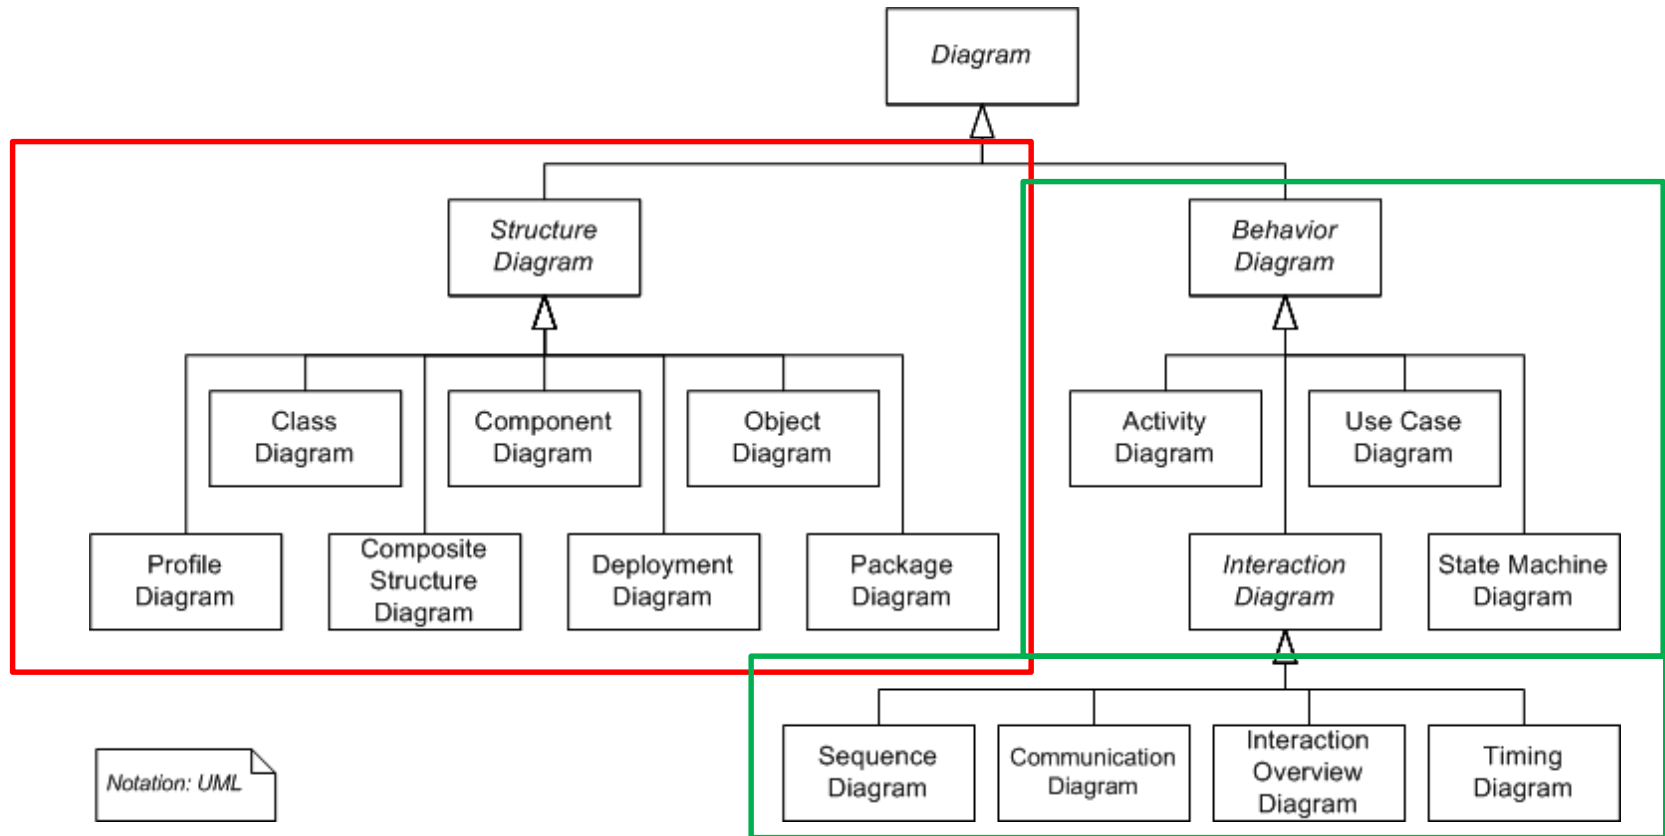 Diagram
Structure
Diagram
Behavior
Diagram
Class
Diagram
Component
Diagram
Object
Diagram
Activity
Diagram
Use Case
Diagram
Profile
Diagram
Composite
Structure
Diagram
Deployment
Diagram
Package
Diagram
Interaction
Diagram
State Machine
Diagram
Sequence
Diagram
Communication
Diagram
Interaction
Overview
Diagram
Timing
Diagram
Notation: UML